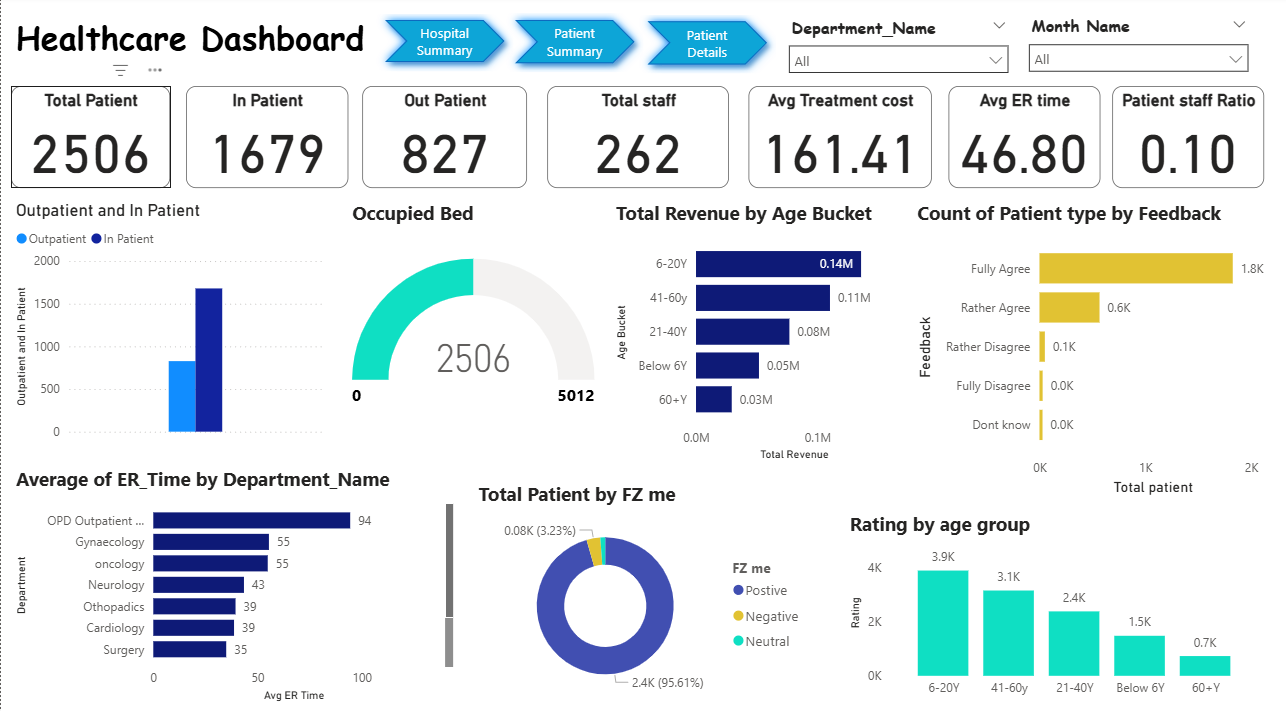 Healthcare Dashboard
Hospital
Summary
Patient
Summary
Patient
Details
Department_Name
All
Month Name
All
Total Patient
2506
In Patient
1679
Out Patient
827
Total staff
262
Avg Treatment cost
161.41
Avg ER time
46.80
Patient staff Ratio
0.10
Outpatient and In Patient
Outpatient In Patient
Outpatient and In Patient
2000
1500
1000
500
0
Occupied Bed
2506
0
5012
Total Revenue by Age Bucket
Age Bucket
6-20Y 0.14M
41-60y 0.11M
21-40Y 0.08M
Below 6Y 0.05M
60+Y 0.03M
0.0M 0.1M
Total Revenue
Count of Patient type by Feedback
Feedback
Fully Agree 1.8K
Rather Agree 0.6K
Rather Disagree 0.1K
Fully Disagree 0.0K
Dont know 0.0K
0K 1K 2K
Total patient
Average of ER_Time by Department_Name
Department
OPD Outpatient ... 94
Gynaecology 55
oncology 55
Neurology 43
Othopadics 39
Cardiology 39
Surgery 35
0 50 100
Avg ER Time
Total Patient by FZ me
0.08K (3.23%)
2.4K (95.61%)
FZ me
Postive
Negative
Neutral
Rating by age group
Rating
4K
2K
0K
3.9K
3.1K
2.4K
1.5K
0.7K
6-20Y 41-60y 21-40Y Below 6Y 60+Y